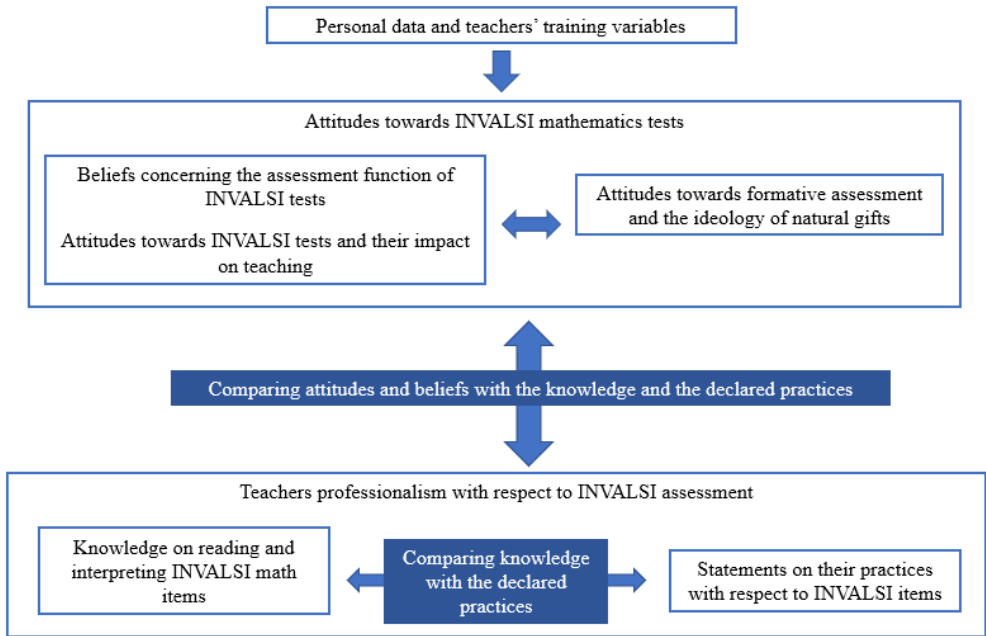 Personal data and teachers’ training variables
Attitudes towards INVALSI mathematics tests
Beliefs concerning the assessment function of
INVALSI tests
Attitudes towards INVALSI tests and their impact
on teaching
Attitudes towards formative assessment
and the ideology of natural gifts
Comparing attitudes and beliefs with the knowledge and the declared practices
Teachers professionalism with respect to INVALSI assessment
Knowledge on reading and
interpreting INVALSI math
items
Comparing knowledge
with the declared
practices
Statements on their practices
with respect to INVALSI items